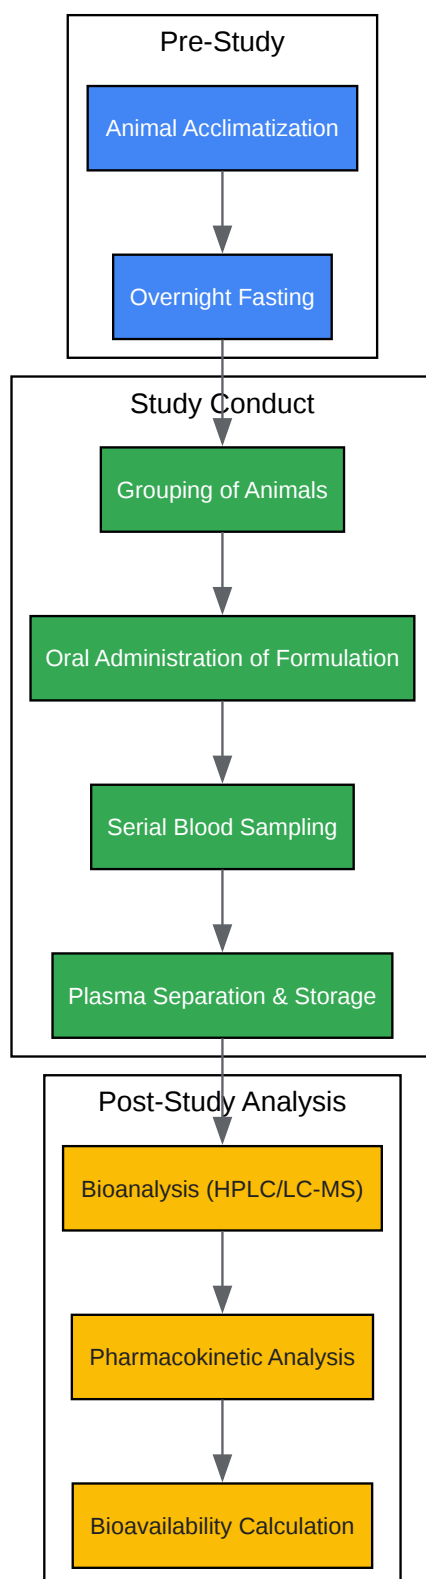 Pre-Study
Animal Acclimatization
Overnight Fasting
Study Conduct
Grouping of Animals
Oral Administration of Formulation
Serial Blood Sampling
Plasma Separation & Storage
Post-Study Analysis
Bioanalysis (HPLC/LC-MS)
Pharmacokinetic Analysis
Bioavailability Calculation